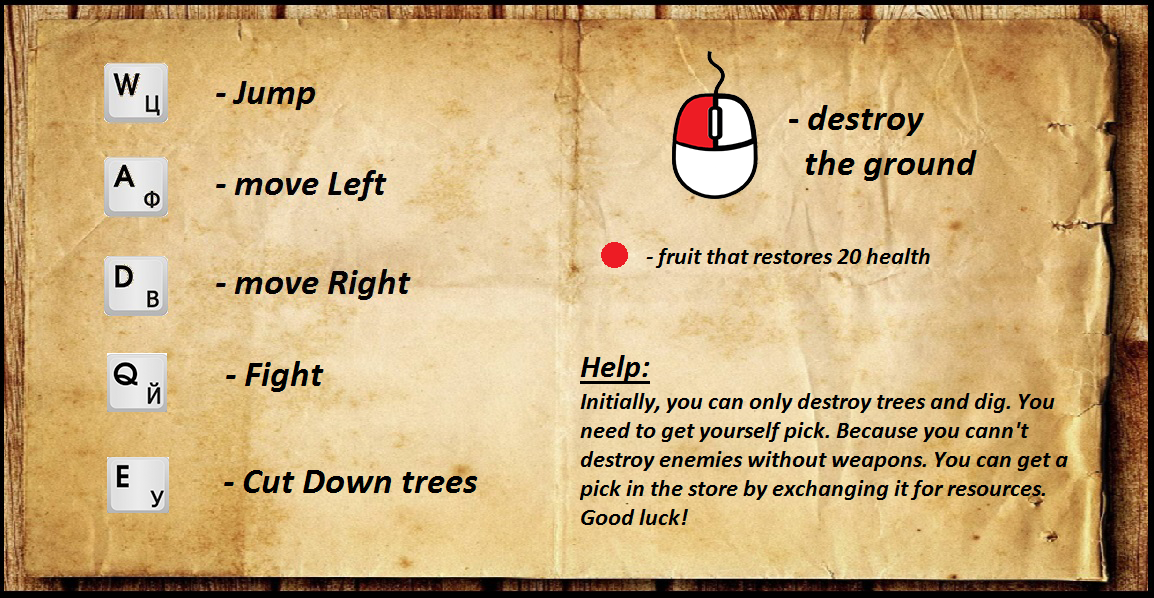 W Ц - Jump
A Ф - move Left
D В - move Right
Q Й - Fight
E У - Cut Down trees
- destroy
the ground
- fruit that restores 20 health
Help:
Initially, you can only destroy trees and dig. You
need to get yourself pick. Because you cann't
destroy enemies without weapons. You can get a
pick in the store by exchanging it for resources.
Good luck!